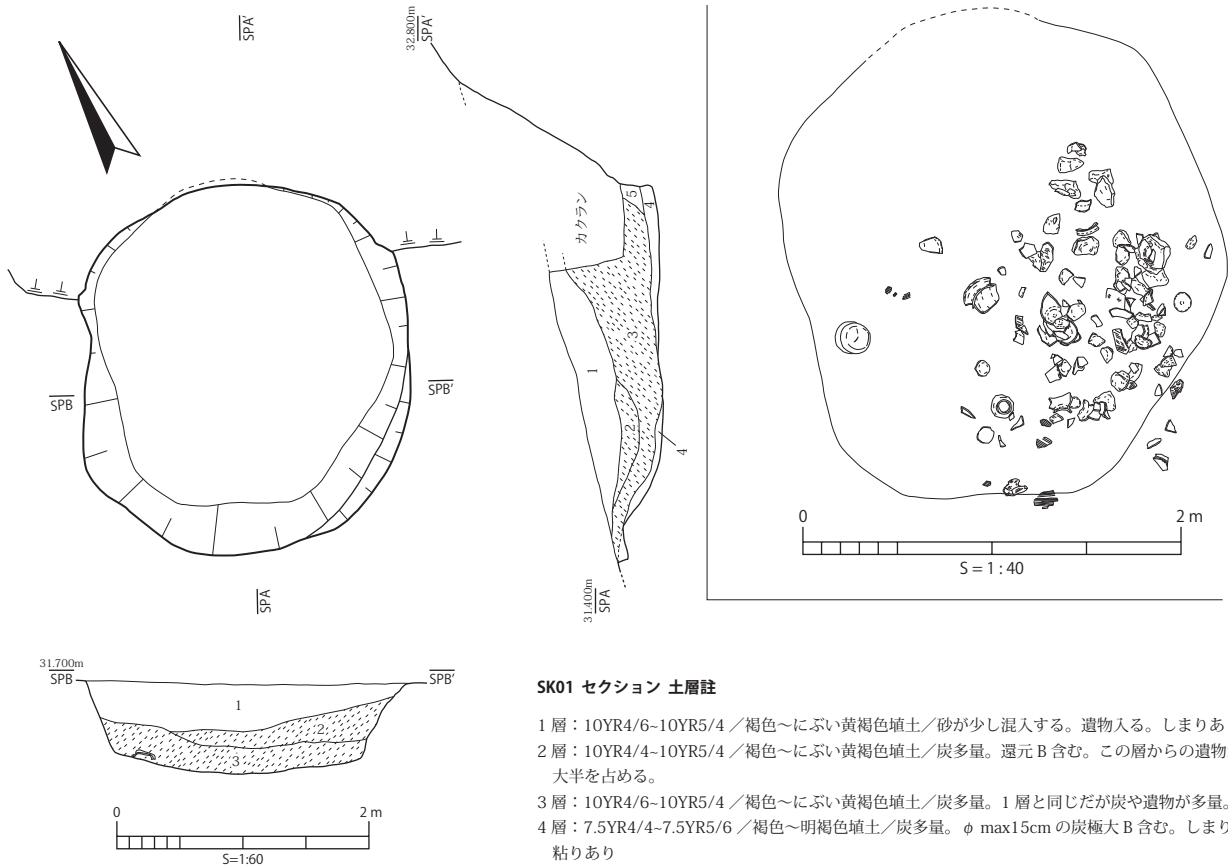 SPA'
32.800m
SPA'
カクラン
5
4
3
1
2
4
SPB
SPB'
SPA
31.400m
SPA
0
2 m
S = 1 : 40
31.700m
SPB
SPB'
1
2
3
0
2 m
S=1:60
SK01 セクション 土層註
1 層：10YR4/6~10YR5/4 ／褐色～にぶい黄褐色埴土／砂が少し混入する。遺物入る。しまりあ
2 層：10YR4/4~10YR5/4 ／褐色～にぶい黄褐色埴土／炭多量。還元 B 含む。この層からの遺物
大半を占める。
3 層：10YR4/6~10YR5/4 ／褐色～にぶい黄褐色埴土／炭多量。1 層と同じだが炭や遺物が多量。
4 層：7.5YR4/4~7.5YR5/6 ／褐色～明褐色埴土／炭多量。φ max15cm の炭極大 B 含む。しまり
粘りあり